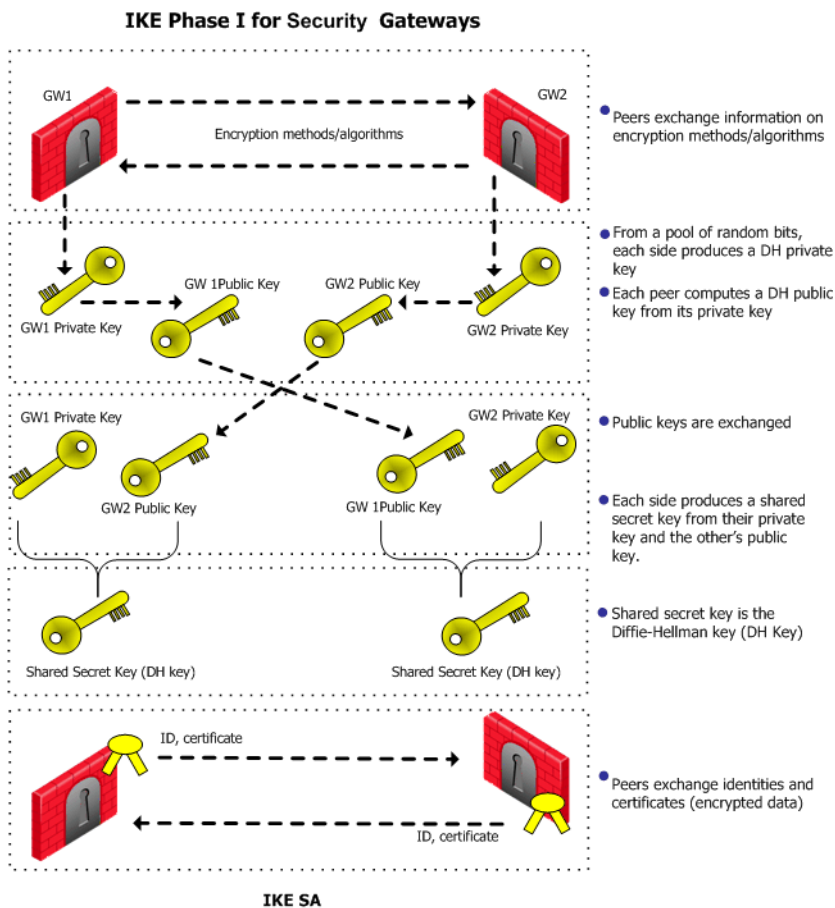 IKE Phase I for Security Gateways
GW1
GW2
Encryption methods/algorithms
Peers exchange information on
encryption methods/algorithms
From a pool of random bits,
each side produces a DH private
key
Each peer computes a DH public
key from its private key
GW 1Public Key
GW2 Public Key
GW1 Private Key
GW2 Private Key
GW1 Private Key
GW2 Private Key
Public keys are exchanged
GW2 Public Key
GW 1Public Key
Each side produces a shared
secret key from their private
key and the other's public
key.
Shared secret key is the
Diffie-Hellman key (DH Key)
Shared Secret Key (DH key)
Shared Secret Key (DH key)
ID, certificate
Peers exchange identities and
certificates (encrypted data)
ID, certificate
IKE SA